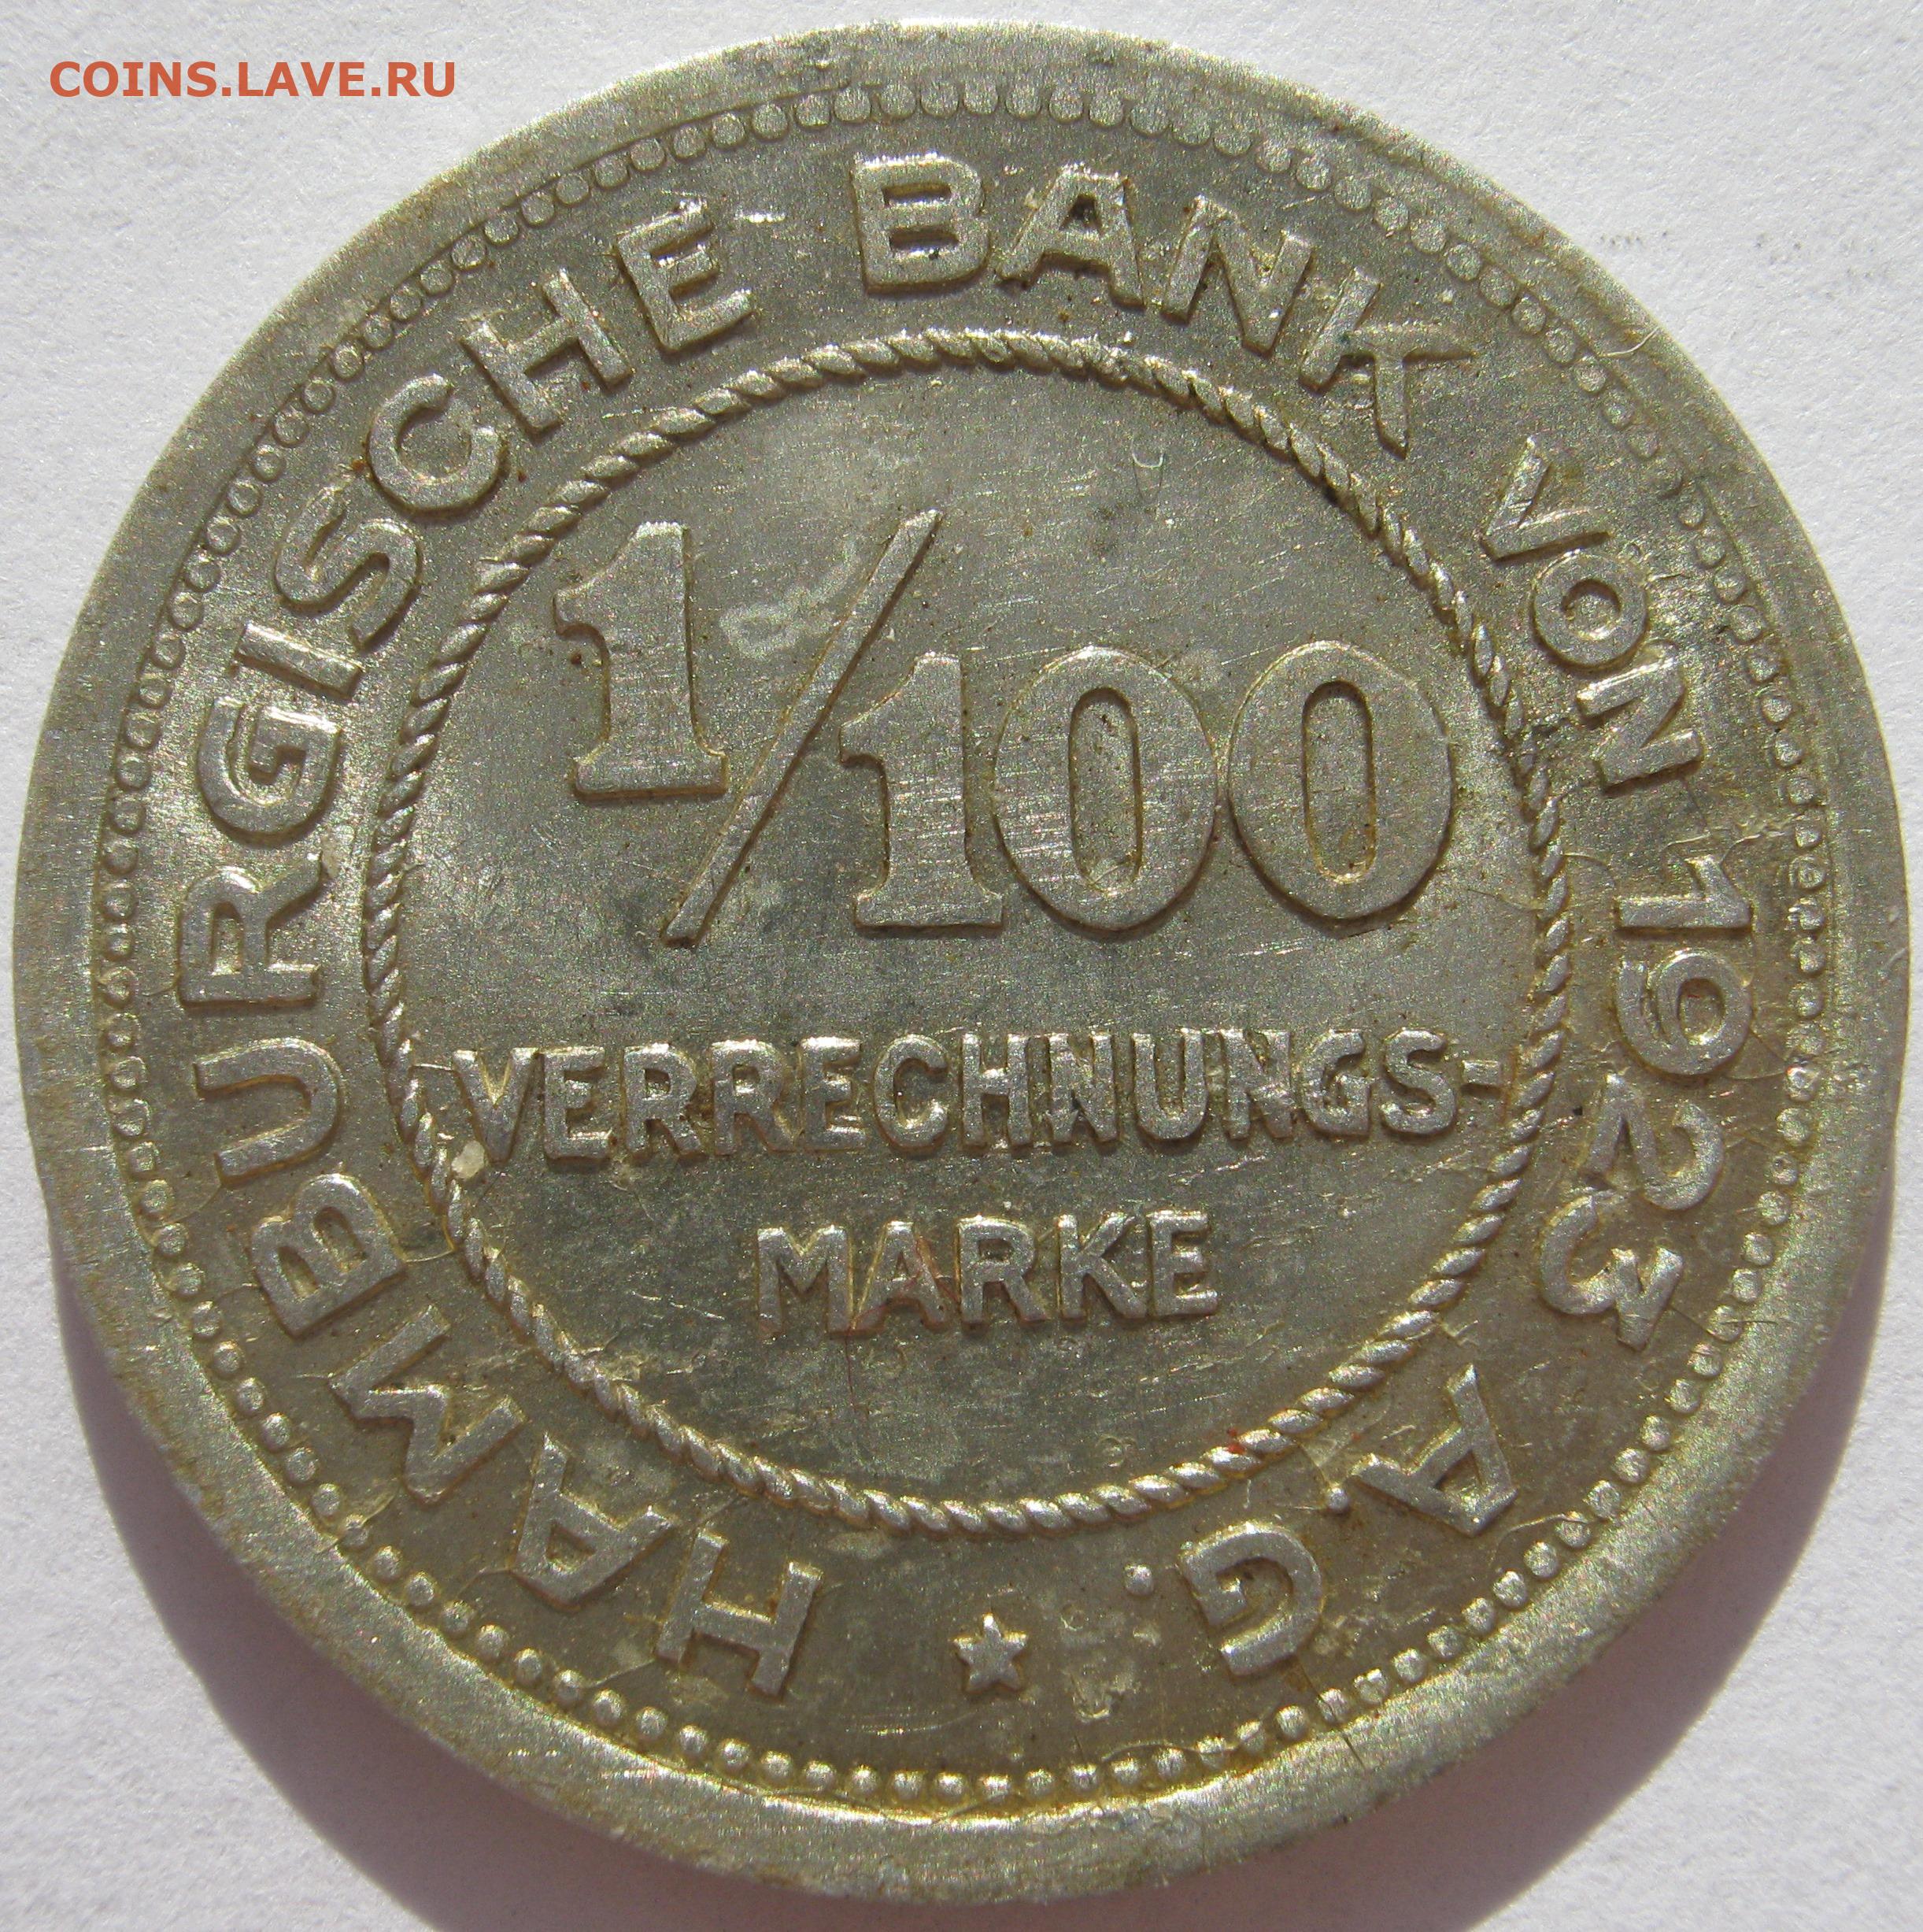 COINS.LAVE.RU
HAMBURGISCHE BANK VON 1923 A.G.
1/100
VERRECHNUNGS-
MARKE